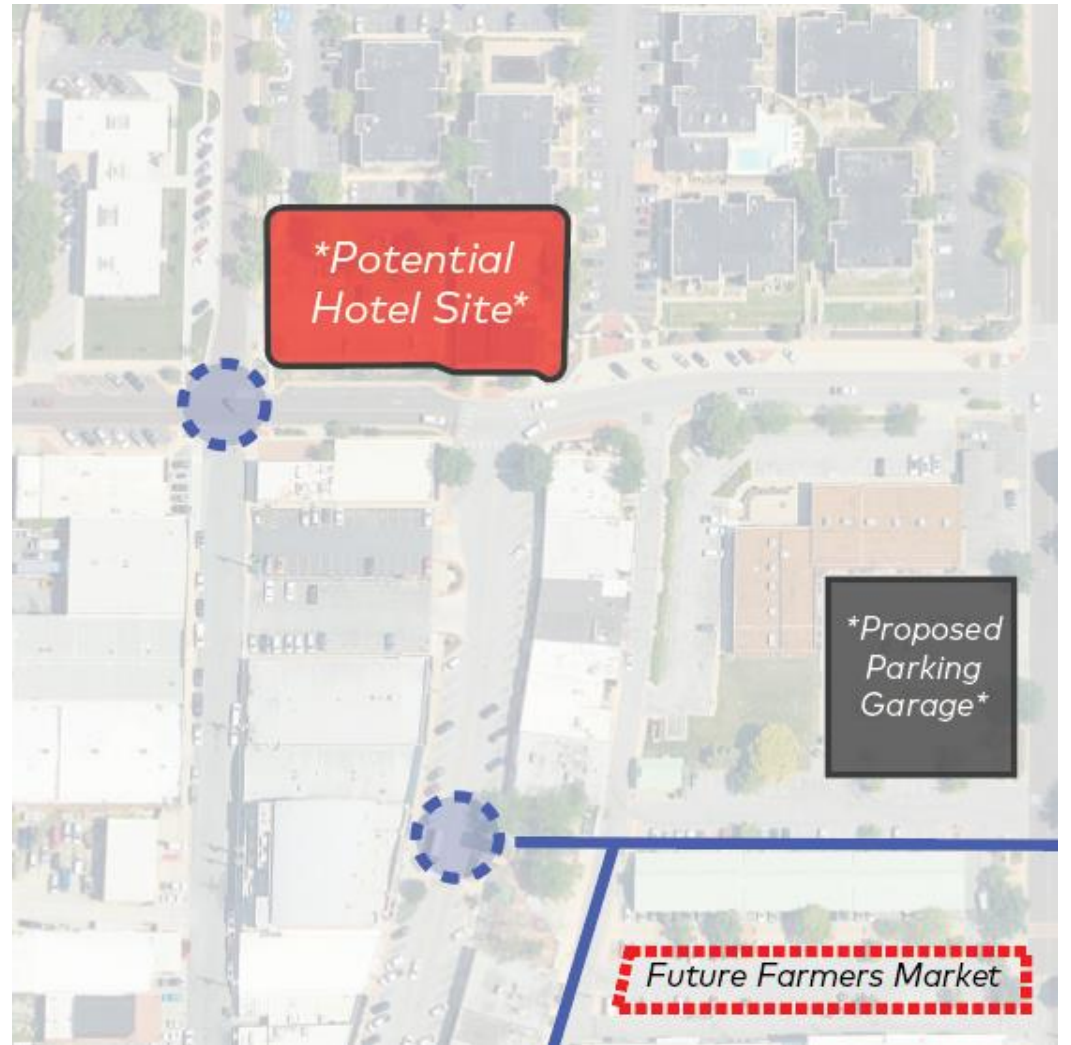 *Potential
Hotel Site*
*Proposed
Parking
Garage*
Future Farmers Market